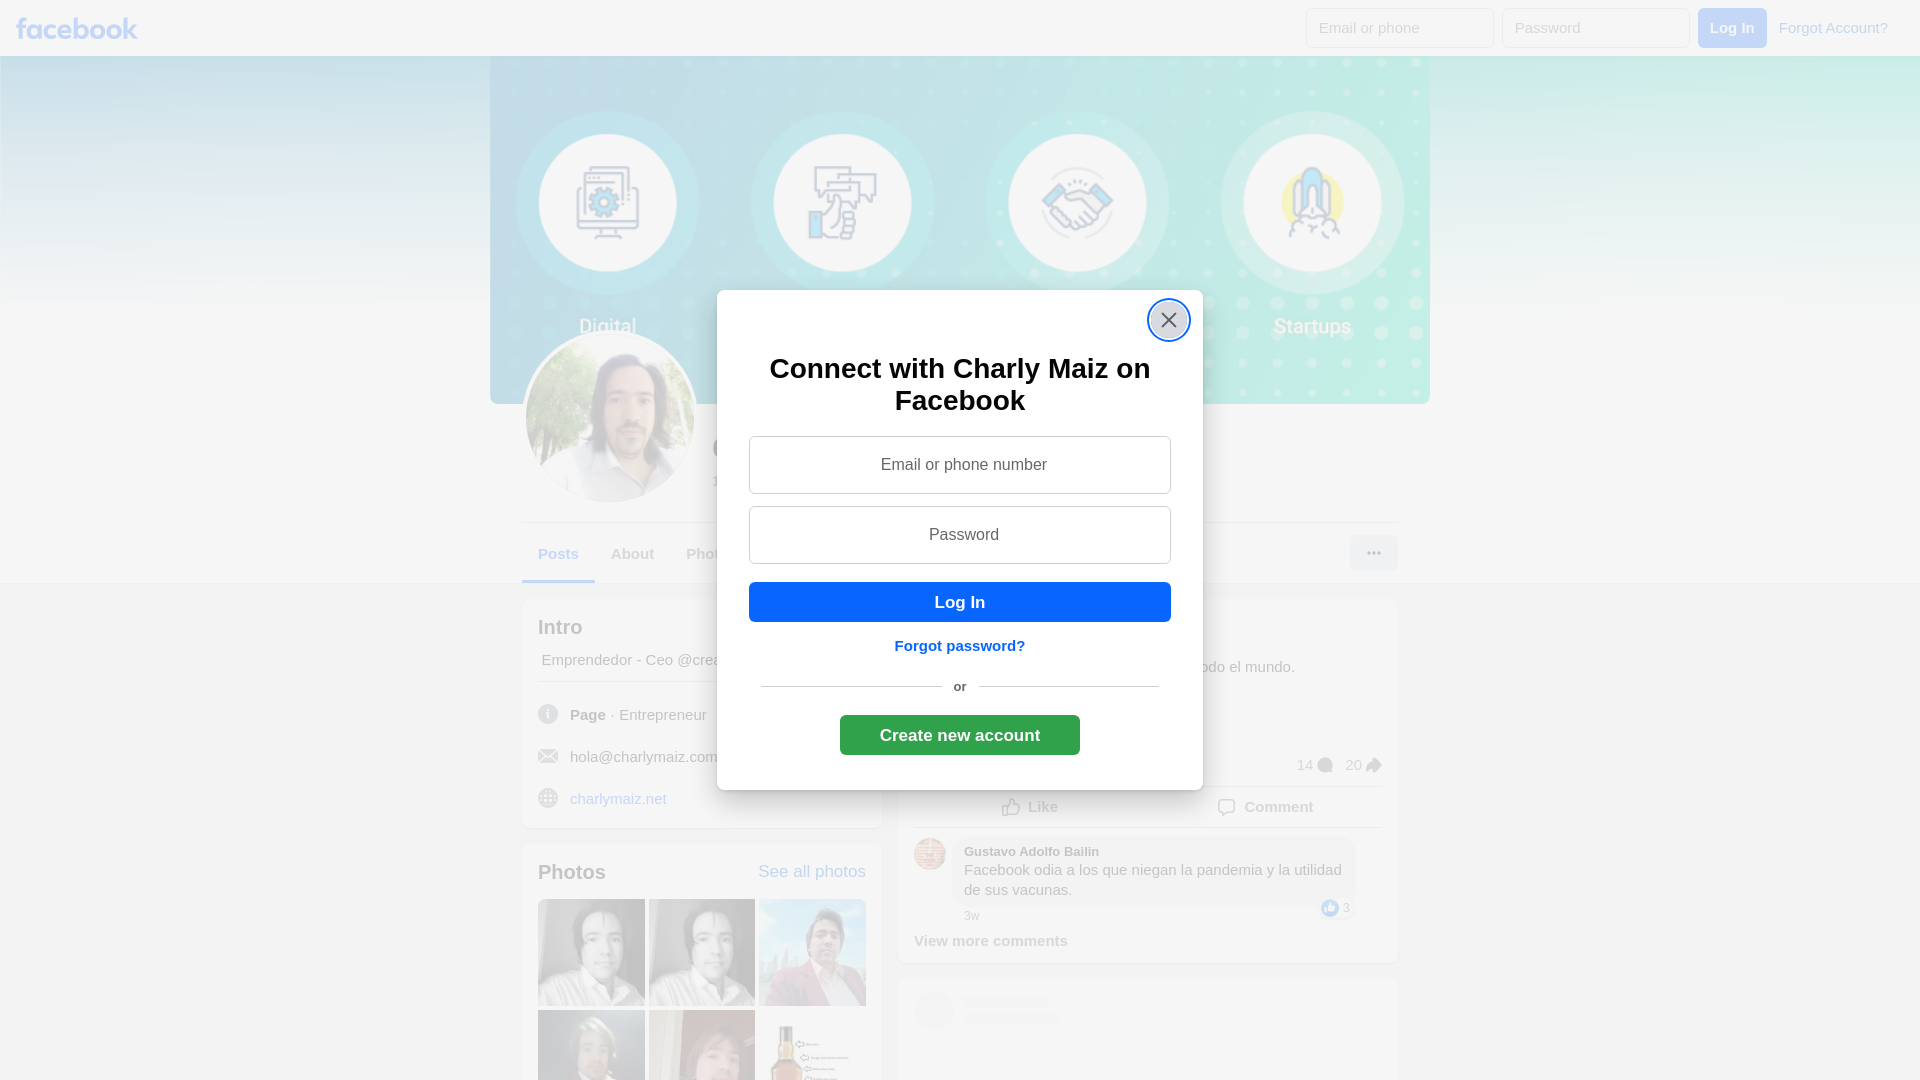 facebook
Email or phone
Password
Log In
Forgot Account?
Digital
Startups
Connect with Charly Maiz on
Facebook
Email or phone number
Password
Log In
Forgot password?
or
Create new account
Posts
About
Intro
Emprendedor - Ceo
Page · Entrepreneur
hola@charlymaiz.com
charlymaiz.net
Photos
See all photos
el mundo.
14
20
Like
Comment
Gustavo Adolfo Bailin
Facebook odia a los que niegan la pandemia y la utilidad
de sus vacunas.
3
3w
View more comments